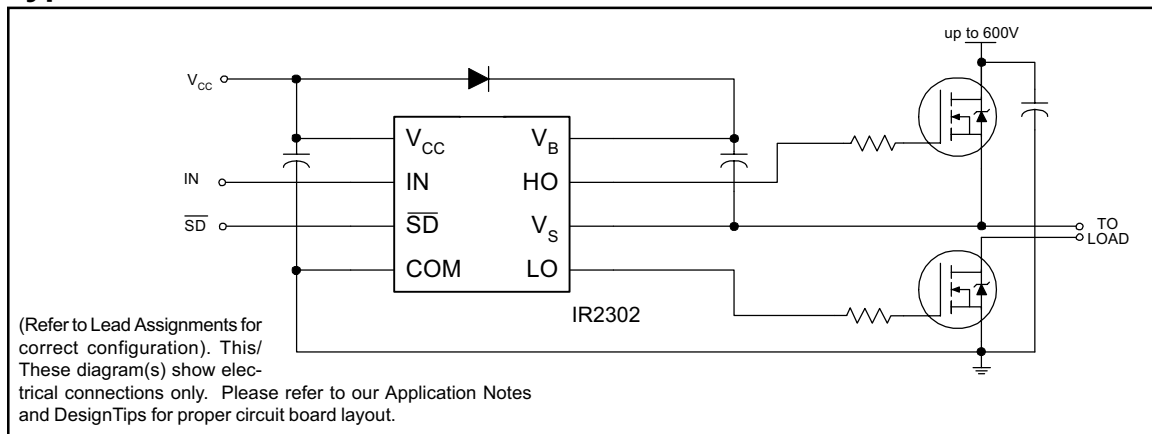 up to 600V
VCC
VCC
VB
IN
IN
HO
SD
SD
VS
TO
LOAD
COM
LO
IR2302
(Refer to Lead Assignments for
correct configuration). This/
These diagram(s) show elec-
trical connections only. Please refer to our Application Notes
and DesignTips for proper circuit board layout.